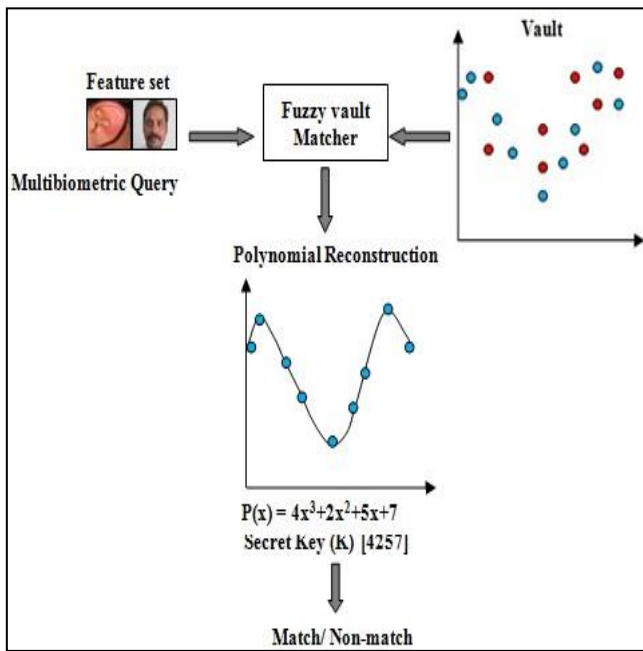 Vault
Feature set
Fuzzy vault
Matcher
Multibiometric Query
Polynomial Reconstruction
P(x) = 4x³+2x²+5x+7
Secret Key (K) [4257]
Match/ Non-match